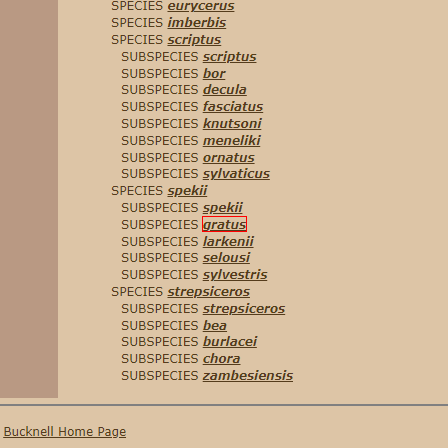 SPECIES eurycerus
SPECIES imberbis
SPECIES scriptus
SUBSPECIES scriptus
SUBSPECIES bor
SUBSPECIES decula
SUBSPECIES fasciatus
SUBSPECIES knutsoni
SUBSPECIES meneliki
SUBSPECIES ornatus
SUBSPECIES sylvaticus
SPECIES spekii
SUBSPECIES spekii
SUBSPECIES gratus
SUBSPECIES larkenii
SUBSPECIES selousi
SUBSPECIES sylvestris
SPECIES strepsiceros
SUBSPECIES strepsiceros
SUBSPECIES bea
SUBSPECIES burlacei
SUBSPECIES chora
SUBSPECIES zambesiensis
Bucknell Home Page